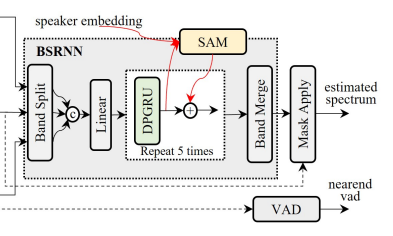 speaker embedding
SAM
BSRNN
Band Split
c
Linear
DPGRU
+
Repeat 5 times
Band Merge
Mask Apply
estimated
spectrum
VAD
nearend
vad